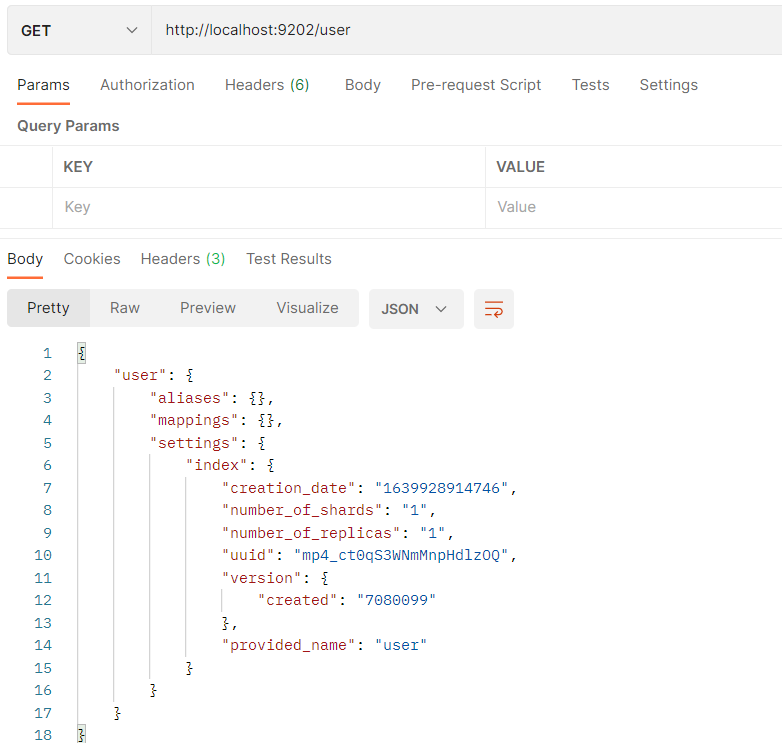 GET http://localhost:9202/user
Params Authorization Headers (6) Body Pre-request Script Tests Settings
Query Params
KEY VALUE
Key Value
Body Cookies Headers (3) Test Results
Pretty Raw Preview Visualize JSON
1 {
2 "user": {
3 "aliases": {},
4 "mappings": {},
5 "settings": {
6 "index": {
7 "creation_date": "1639928914746",
8 "number_of_shards": "1",
9 "number_of_replicas": "1",
10 "uuid": "mp4_ct0qS3WNmMnpHdlzOQ",
11 "version": {
12 "created": "7080099"
13 },
14 "provided_name": "user"
15 }
16 }
17 }
18 }